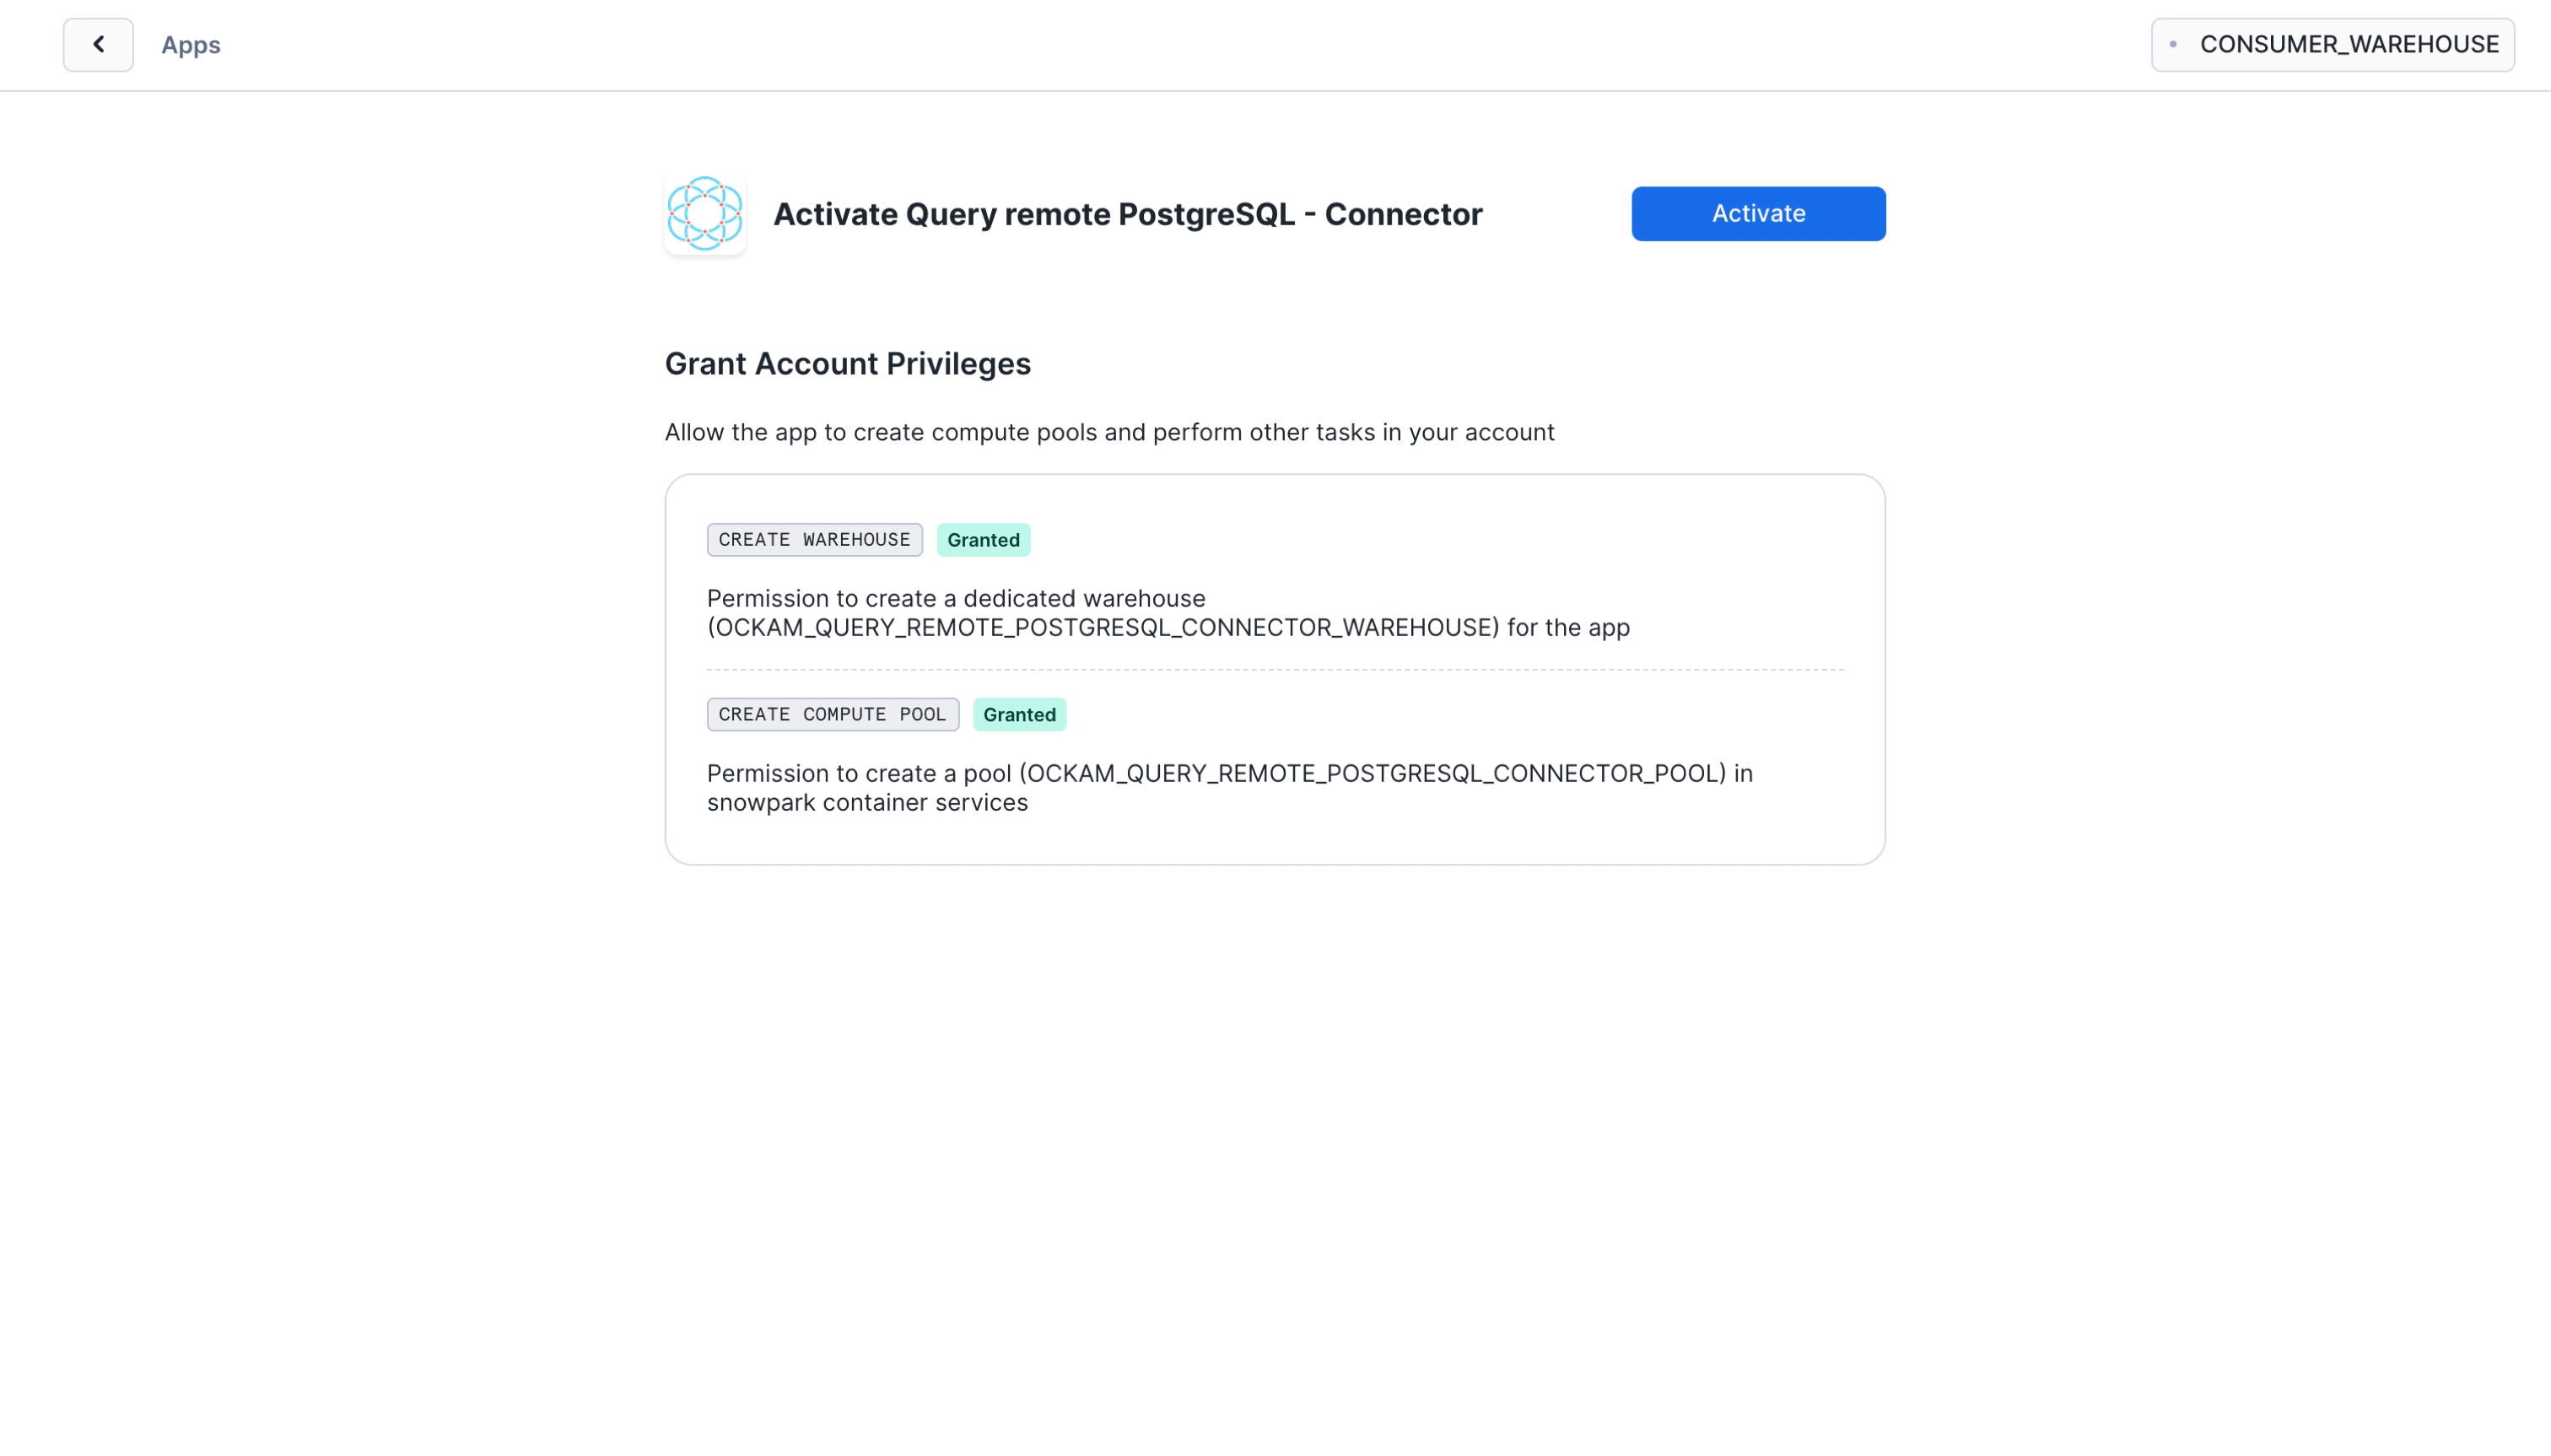 Apps
CONSUMER_WAREHOUSE
Activate Query remote PostgreSQL - Connector
Activate
Grant Account Privileges
Allow the app to create compute pools and perform other tasks in your account
CREATE WAREHOUSE Granted
Permission to create a dedicated warehouse
(OCKAM_QUERY_REMOTE_POSTGRESQL_CONNECTOR_WAREHOUSE) for the app
CREATE COMPUTE POOL Granted
Permission to create a pool (OCKAM_QUERY_REMOTE_POSTGRESQL_CONNECTOR_POOL) in
snowpark container services